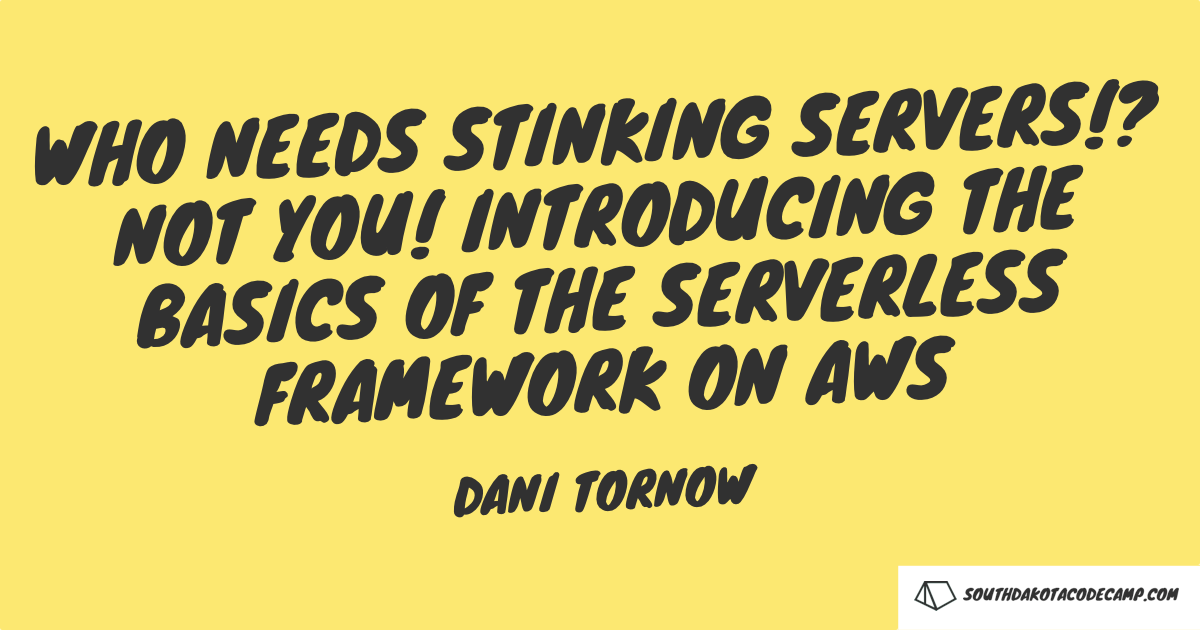 WHO NEEDS STINKING SERVERS!?
NOT YOU! INTRODUCING THE
BASICS OF THE SERVERLESS
FRAMEWORK ON AWS
DANI TORNOW
SOUTHDAKOTACODECAMP.COM